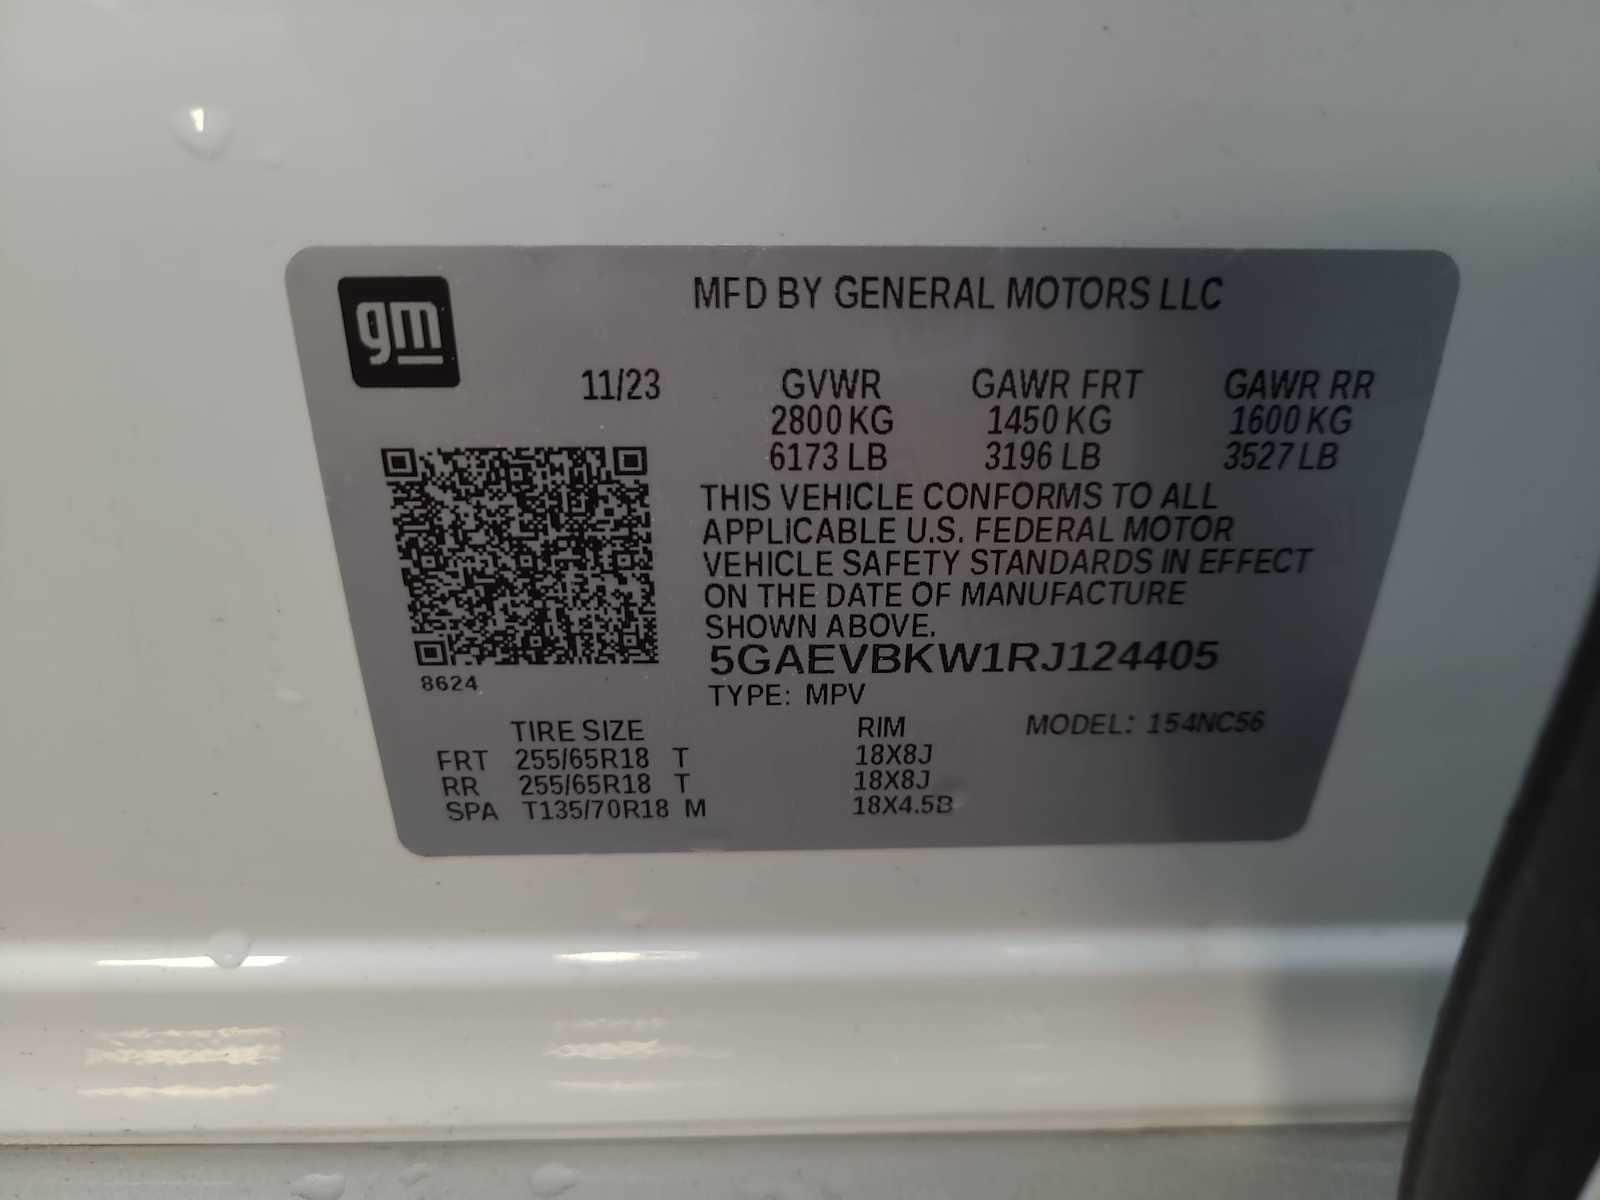 gm
MFD BY GENERAL MOTORS LLC
11/23 GVWR GAWR FRT GAWR RR
2800 KG 1450 KG 1600 KG
6173 LB 3196 LB 3527 LB
THIS VEHICLE CONFORMS TO ALL
APPLICABLE U.S. FEDERAL MOTOR
VEHICLE SAFETY STANDARDS IN EFFECT
ON THE DATE OF MANUFACTURE
SHOWN ABOVE.
5GAEVBKW1RJ124405
8624
TYPE: MPV
TIRE SIZE RIM MODEL: 154NC56
FRT 255/65R18 T 18X8J
RR 255/65R18 T 18X8J
SPA T135/70R18 M 18X4.5B